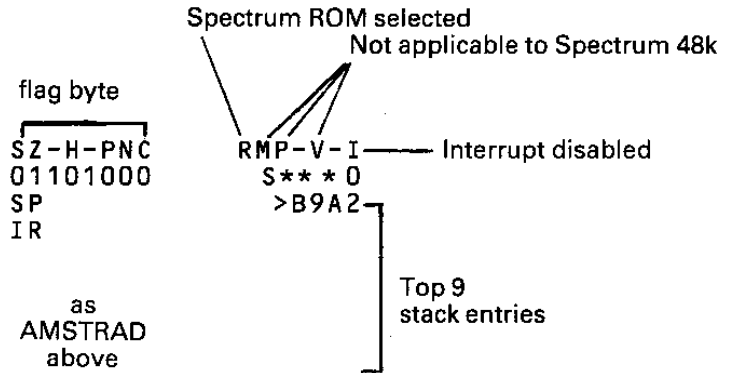 Spectrum ROM selected
Not applicable to Spectrum 48k
flag byte
SZ-H-PNC RMP-V-I Interrupt disabled
01101000 S*** 0
SP >B9A2
IR
Top 9
stack entries
as
AMSTRAD
above